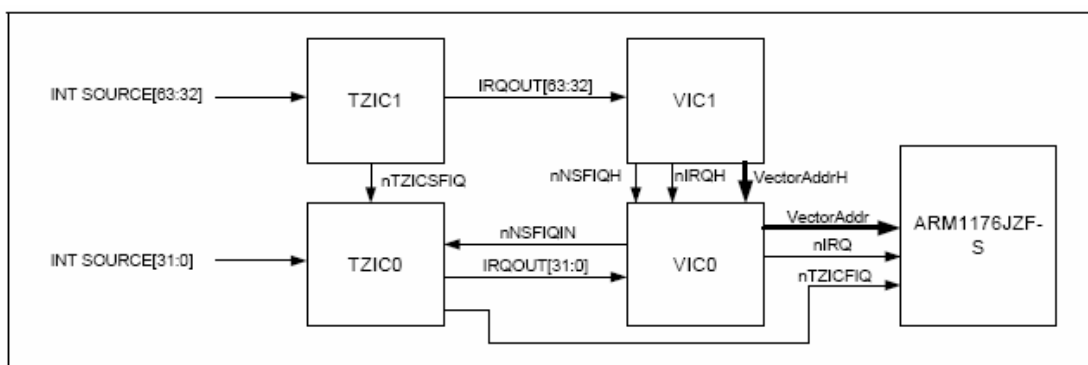 INT SOURCE[63:32]
TZIC1
IRQOUT[63:32]
VIC1
nTZICSFIQ
nNSFIQH
nIRQH
VectorAddrH
INT SOURCE[31:0]
TZIC0
nNSFIQIN
IRQOUT[31:0]
VIC0
VectorAddr
nIRQ
nTZICFIQ
ARM1176JZF-
S